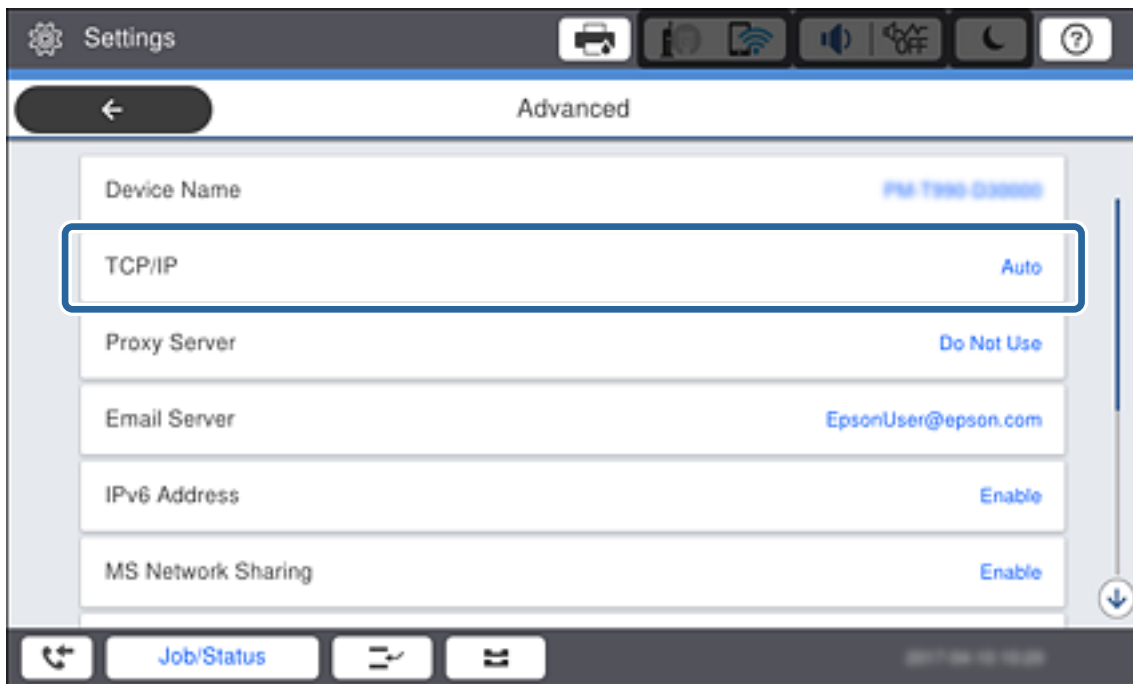 Settings
OFF
Advanced
Device Name
TCP/IP Auto
Proxy Server Do Not Use
Email Server EpsonUser@epson.com
IPv6 Address Enable
MS Network Sharing Enable
Job/Status